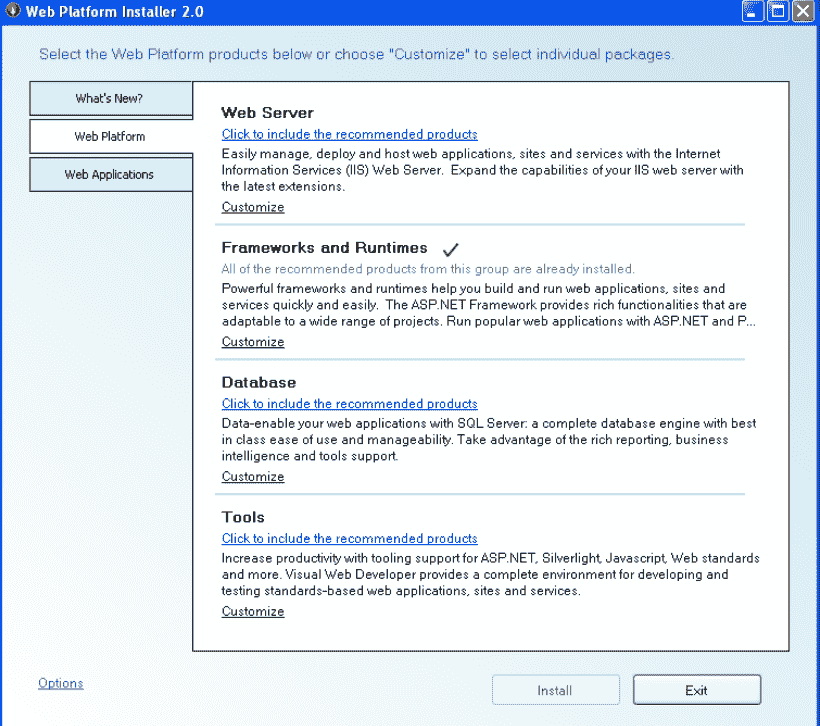 Web Platform Installer 2.0
Select the Web Platform products below or choose "Customize" to select individual packages.
What's New?
Web Platform
Web Applications
Web Server
Click to include the recommended products
Easily manage, deploy and host web applications, sites and services with the Internet
Information Services (IIS) Web Server. Expand the capabilities of your IIS web server with
the latest extensions.
Customize
Frameworks and Runtimes
All of the recommended products from this group are already installed.
Powerful frameworks and runtimes help you build and run web applications, sites and
services quickly and easily. The ASP.NET Framework provides rich functionalities that are
adaptable to a wide range of projects. Run popular web applications with ASP.NET and P...
Customize
Database
Click to include the recommended products
Data-enable your web applications with SQL Server: a complete database engine with best
in class ease of use and manageability. Take advantage of the rich reporting, business
intelligence and tools support.
Customize
Tools
Click to include the recommended products
Increase productivity with tooling support for ASP.NET, Silverlight, Javascript, Web standards
and more. Visual Web Developer provides a complete environment for developing and
testing standards-based web applications, sites and services.
Customize
Options
Install
Exit